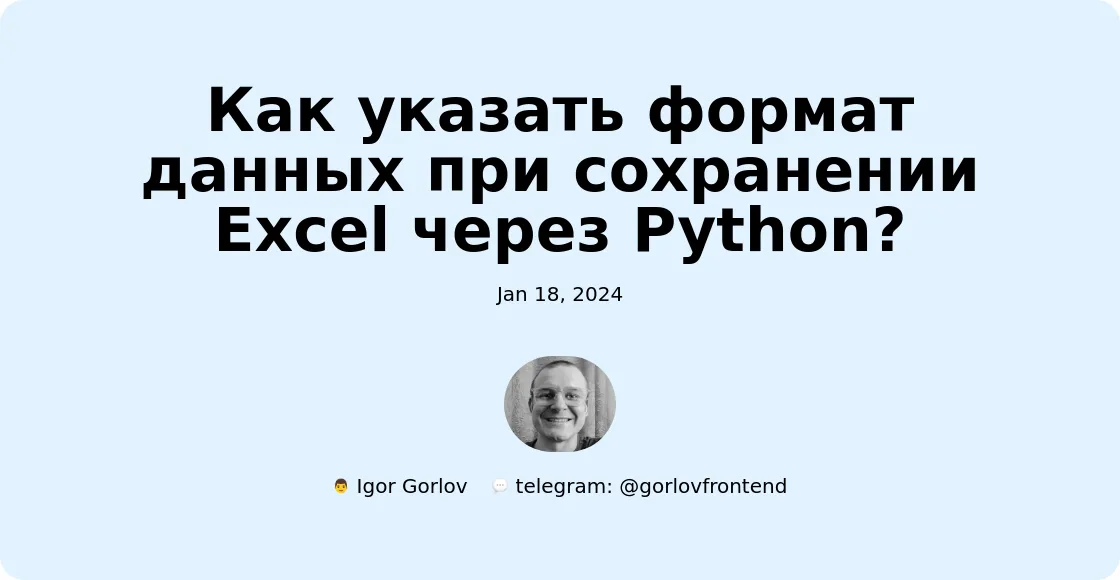 Как указать формат
данных при сохранении
Excel через Python?
Jan 18, 2024
Igor Gorlov telegram: @gorlovfrontend